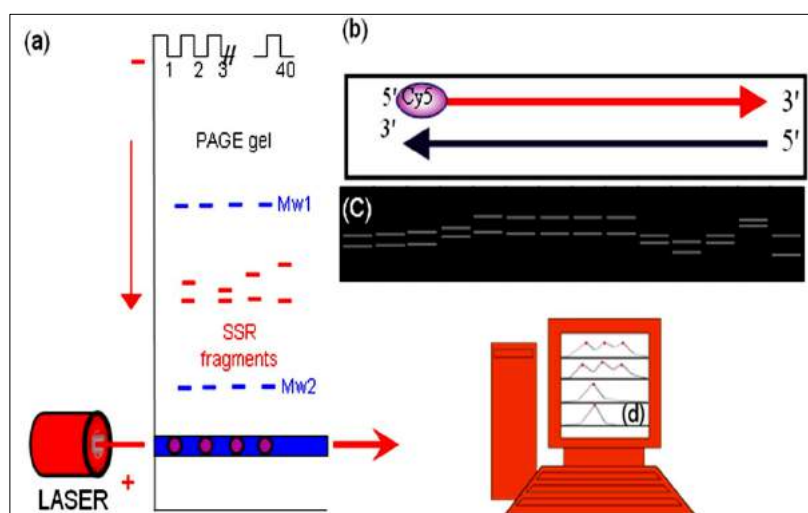 (a)
−
1 2 3 40
PAGE gel
Mw1
SSR
fragments
Mw2
LASER
+
(b)
5' Cy5 3'
3' 5'
(C)
(d)